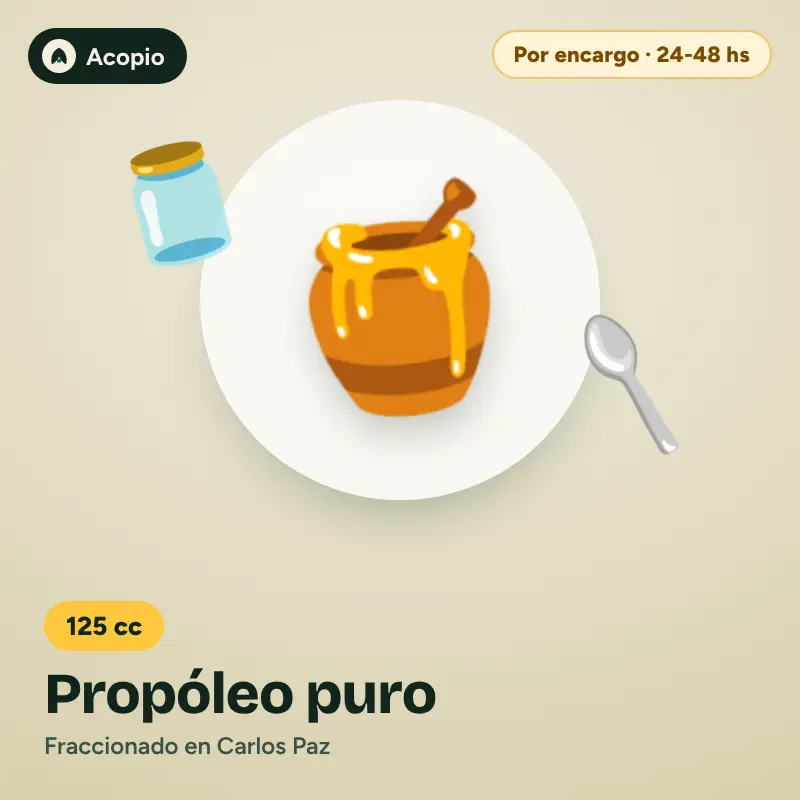 Acopio
Por encargo · 24-48 hs
125 cc
Propóleo puro
Fraccionado en Carlos Paz